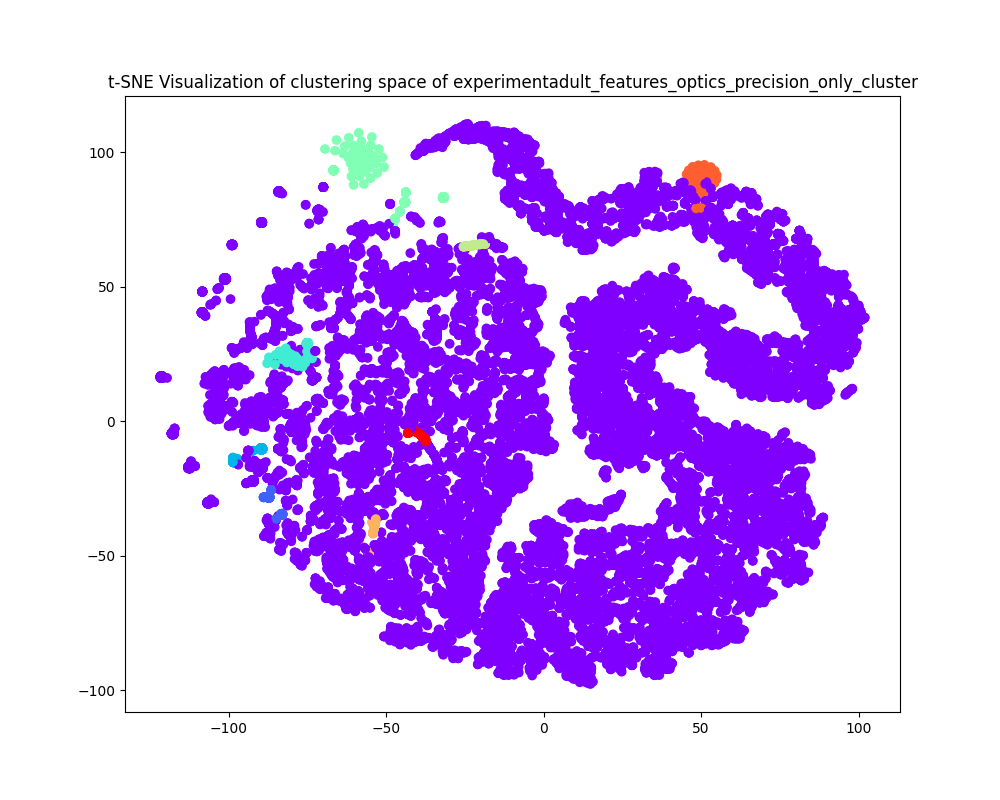 t-SNE Visualization of clustering space of experimentadult_features_optics_precision_only_cluster
100
50
0
−50
−100
−100 −50 0 50 100